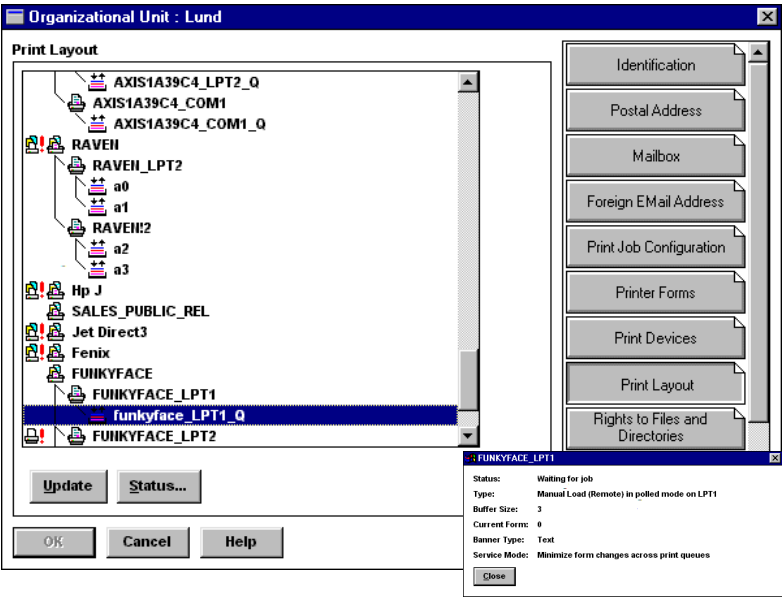 Organizational Unit : Lund
Print Layout
AXIS1A39C4_LPT2_Q
AXIS1A39C4_COM1
AXIS1A39C4_COM1_Q
RAVEN
RAVEN_LPT2
a0
a1
RAVEN!2
a2
a3
Hp J
SALES_PUBLIC_REL
Jet Direct3
Fenix
FUNKYFACE
FUNKYFACE_LPT1
funkyface_LPT1_Q
FUNKYFACE_LPT2
Update
Status...
OK
Cancel
Help
Identification
Postal Address
Mailbox
Foreign EMail Address
Print Job Configuration
Printer Forms
Print Devices
Print Layout
Rights to Files and
Directories
FUNKYFACE_LPT1
Status: Waiting for job
Type: Manual Load (Remote) in polled mode on LPT1
Buffer Size: 3
Current Form: 0
Banner Type: Text
Service Mode: Minimize form changes across print queues
Close